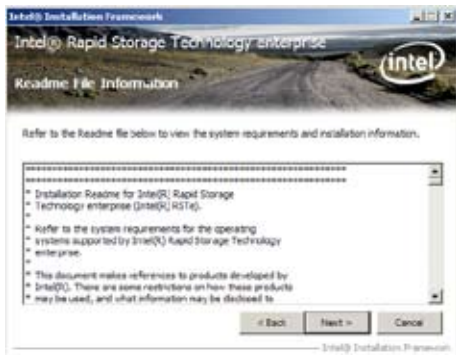 Intel® Installation Framework
Intel® Rapid Storage Technology enterprise
intel
Readme File Information
Refer to the Readme file below to view the system requirements and installation information.
* Installation Readme for Intel(R) Rapid Storage
* Technology enterprise (Intel(R) RSTe).
*
* Refer to the system requirements for the operating
* systems supported by Intel(R) Rapid Storage Technology
* enterprise.
*
* This document makes references to products developed by
* Intel(R). There are some restrictions on how these products
* may be used, and what information may be disclosed to
< Back Next > Cancel
Intel® Installation Framework